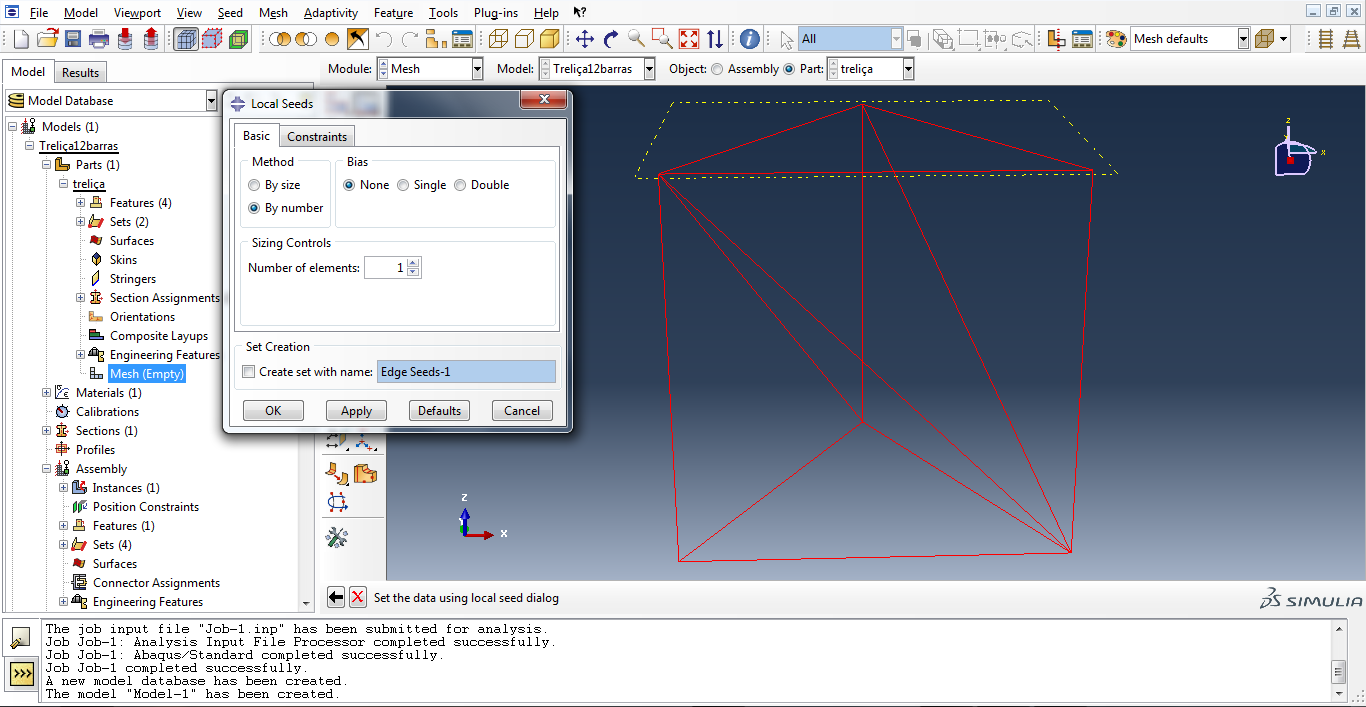 File Model Viewport View Seed Mesh Adaptivity Feature Tools Plug-ins Help
All
Mesh defaults
Model Results
Module: Mesh Model: Treliça12barras Object: Assembly Part: treliça
Model Database
Models (1)
Treliça12barras
Parts (1)
treliça
Features (4)
Sets (2)
Surfaces
Skins
Stringers
Section Assignments
Orientations
Composite Layups
Engineering Features
Mesh (Empty)
Materials (1)
Calibrations
Sections (1)
Profiles
Assembly
Instances (1)
Position Constraints
Features (1)
Sets (4)
Surfaces
Connector Assignments
Engineering Features
Local Seeds
Basic Constraints
Method
By size
By number
Bias
None Single Double
Sizing Controls
Number of elements: 1
Set Creation
Create set with name: Edge Seeds-1
OK Apply Defaults Cancel
z
x
z
x
Set the data using local seed dialog
SIMULIA
The job input file "Job-1.inp" has been submitted for analysis.
Job Job-1: Analysis Input File Processor completed successfully.
Job Job-1: Abaqus/Standard completed successfully.
Job Job-1 completed successfully.
A new model database has been created.
The model "Model-1" has been created.